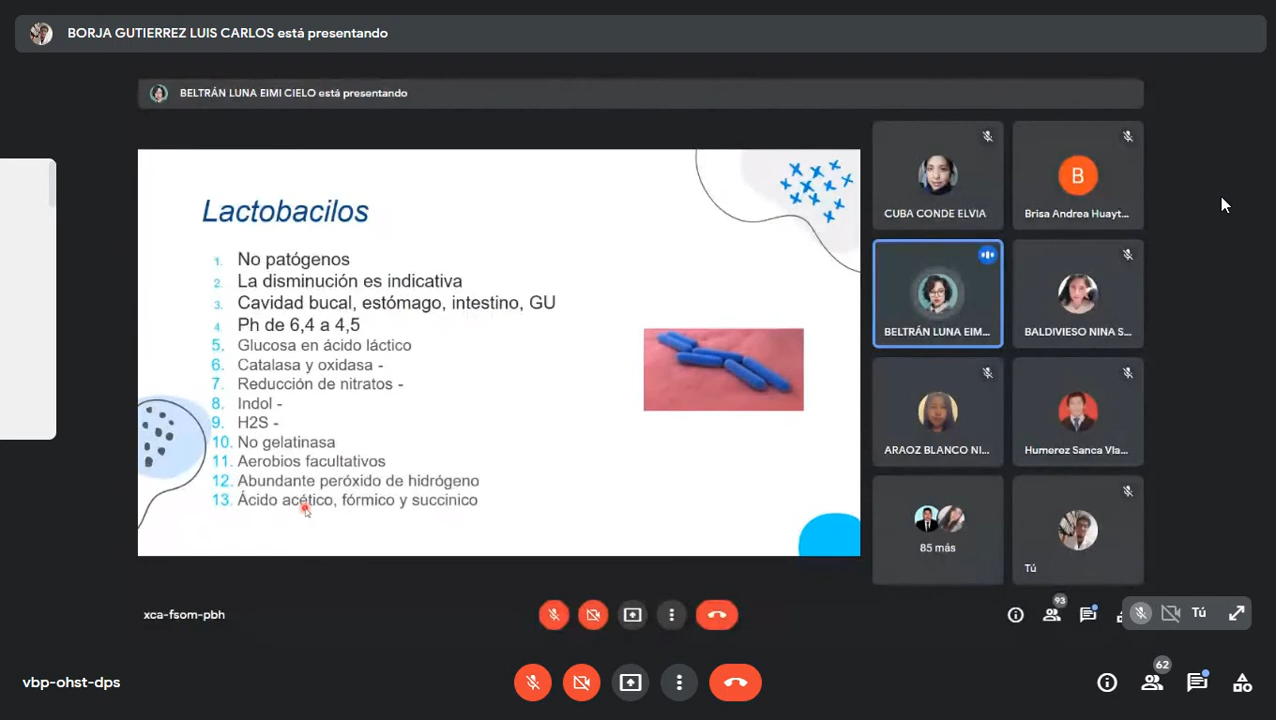 BORJA GUTIERREZ LUIS CARLOS está presentando
BELTRÁN LUNA EIMI CIELO está presentando
Lactobacilos
1. No patógenos
2. La disminución es indicativa
3. Cavidad bucal, estómago, intestino, GU
4. Ph de 6,4 a 4,5
5. Glucosa en ácido láctico
6. Catalasa y oxidasa -
7. Reducción de nitratos -
8. Indol -
9. H2S -
10. No gelatinasa
11. Aerobios facultativos
12. Abundante peróxido de hidrógeno
13. Ácido acético, fórmico y succinico
CUBA CONDE ELVIA
Brisa Andrea Huayt...
B
BELTRÁN LUNA EIM...
BALDIVIESO NINA S...
ARAOZ BLANCO NI...
Humerez Sanca Vla...
85 más
Tú
xca-fsom-pbh
93
Tú
vbp-ohst-dps
62